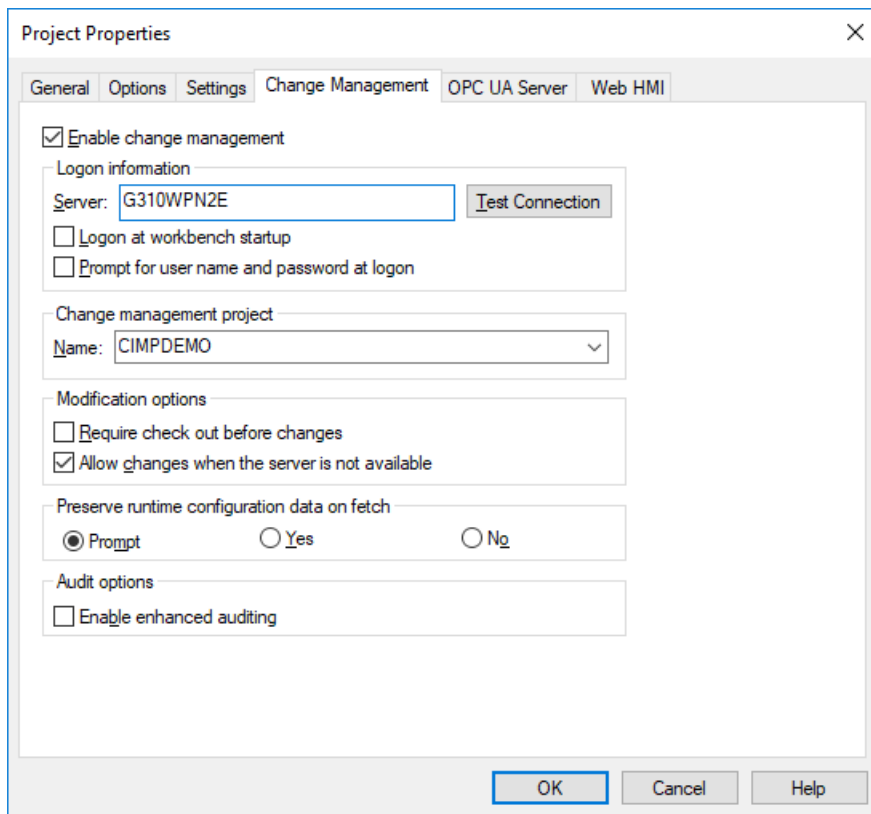 Project Properties
General Options Settings Change Management OPC UA Server Web HMI
Enable change management
Logon information
Server: G310WPN2E Test Connection
Logon at workbench startup
Prompt for user name and password at logon
Change management project
Name: CIMPDEMO
Modification options
Require check out before changes
Allow changes when the server is not available
Preserve runtime configuration data on fetch
Prompt Yes No
Audit options
Enable enhanced auditing
OK Cancel Help